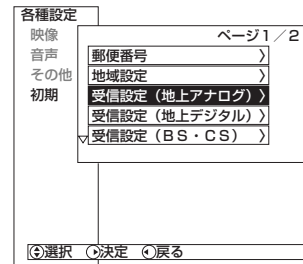 各種設定
映像
音声
その他
初期
ページ1／2
郵便番号 〉
地域設定 〉
受信設定（地上アナログ）〉
受信設定（地上デジタル）〉
受信設定（BS・CS） 〉
選択 決定 戻る